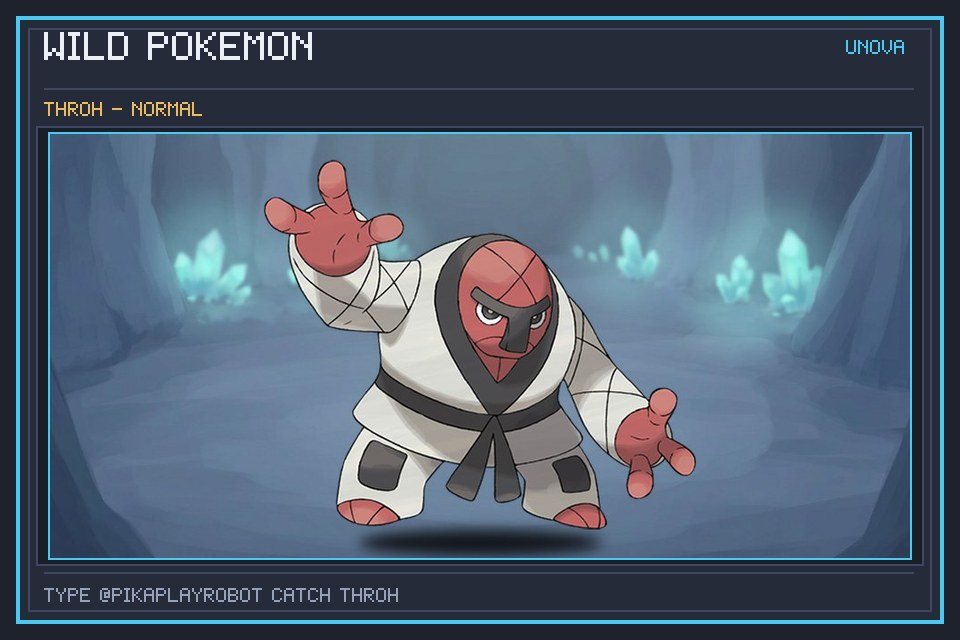 WILD POKEMON
UNOVA
THROH - NORMAL
TYPE @PIKAPLAYROBOT CATCH THROH